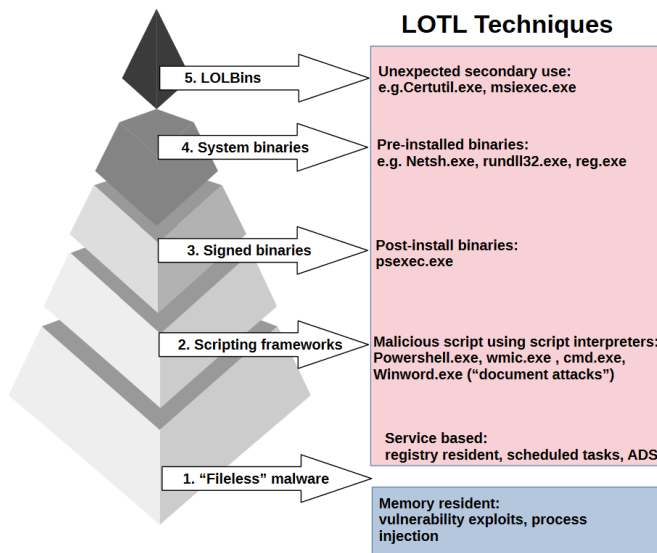 LOTL Techniques
5. LOLBins
Unexpected secondary use:
e.g.Certutil.exe, msiexec.exe
4. System binaries
Pre-installed binaries:
e.g. Netsh.exe, rundll32.exe, reg.exe
3. Signed binaries
Post-install binaries:
psexec.exe
2. Scripting frameworks
Malicious script using script interpreters:
Powershell.exe, wmic.exe , cmd.exe,
Winword.exe (“document attacks”)
Service based:
registry resident, scheduled tasks, ADS
1. “Fileless” malware
Memory resident:
vulnerability exploits, process
injection